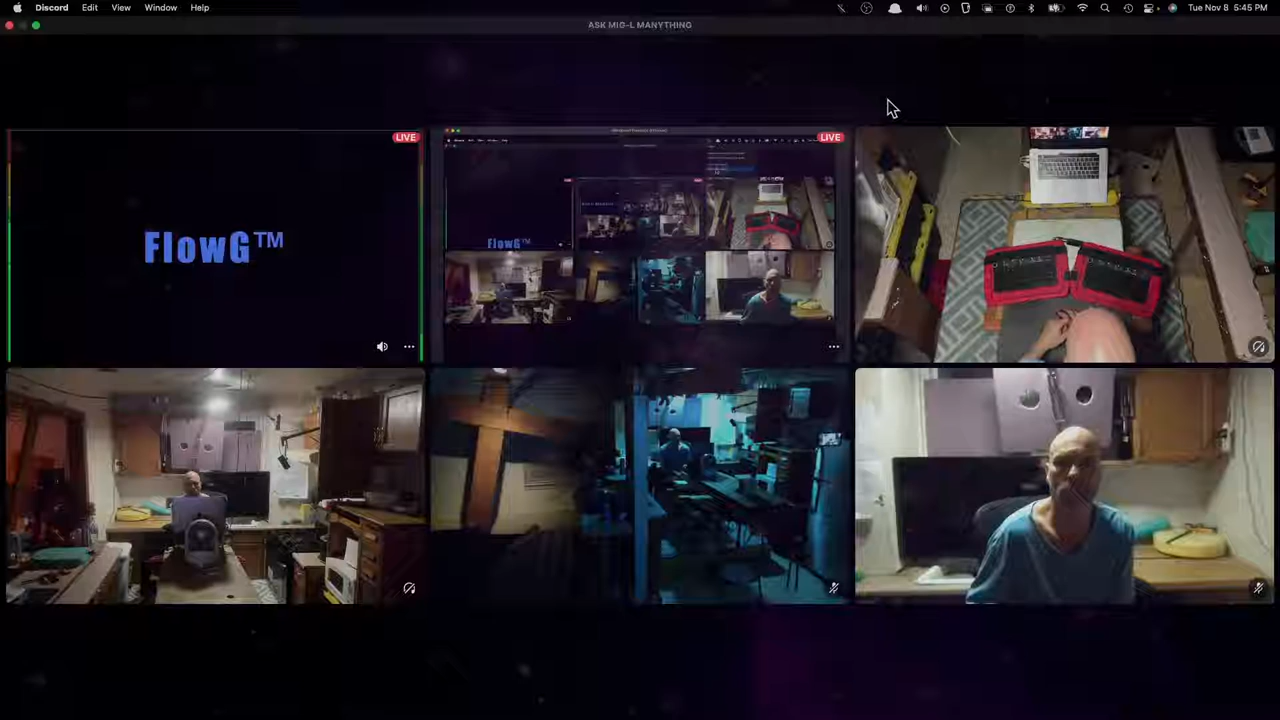 Discord Edit View Window Help
Tue Nov 8 5:45 PM
ASK MIG-L MANYTHING
LIVE
LIVE
FlowG™
FlowG™